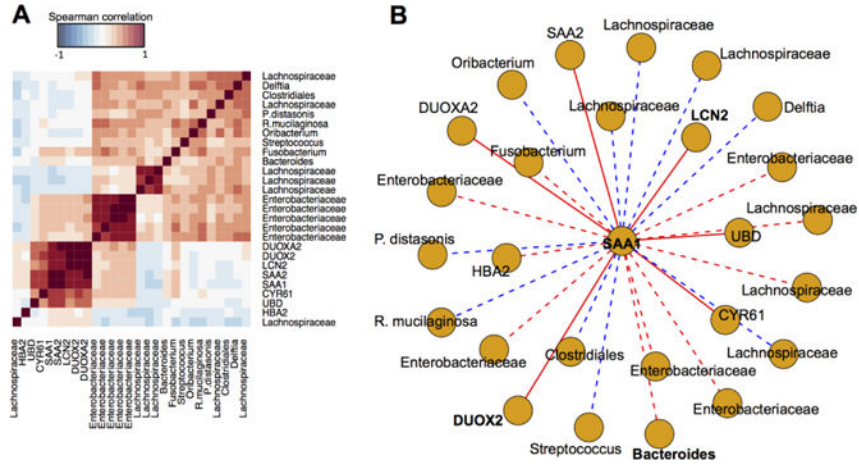 A
Spearman correlation
-1
1
Lachnospiraceae
Delftia
Clostridiales
Lachnospiraceae
P.distasonis
R.mucilaginosa
Oribacterium
Streptococcus
Fusobacterium
Bacteroides
Lachnospiraceae
Lachnospiraceae
Lachnospiraceae
Enterobacteriaceae
Enterobacteriaceae
Enterobacteriaceae
Enterobacteriaceae
Enterobacteriaceae
DUOXA2
DUOX2
LCN2
SAA2
SAA1
CYR61
UBD
HBA2
Lachnospiraceae
Lachnospiraceae
HBA2
UBD
CYR61
SAA1
SAA2
LCN2
DUOX2
DUOXA2
Enterobacteriaceae
Enterobacteriaceae
Enterobacteriaceae
Enterobacteriaceae
Enterobacteriaceae
Lachnospiraceae
Lachnospiraceae
Lachnospiraceae
Bacteroides
Fusobacterium
Streptococcus
Oribacterium
R.mucilaginosa
P.distasonis
Lachnospiraceae
Clostridiales
Delftia
Lachnospiraceae
B
Lachnospiraceae
SAA2
Lachnospiraceae
Oribacterium
DUOXA2
Lachnospiraceae
LCN2
Delftia
Fusobacterium
Enterobacteriaceae
Enterobacteriaceae
Lachnospiraceae
P. distasonis
SAA1
UBD
HBA2
Lachnospiraceae
R. mucilaginosa
CYR61
Enterobacteriaceae
Clostridiales
Lachnospiraceae
Enterobacteriaceae
DUOX2
Enterobacteriaceae
Streptococcus
Bacteroides